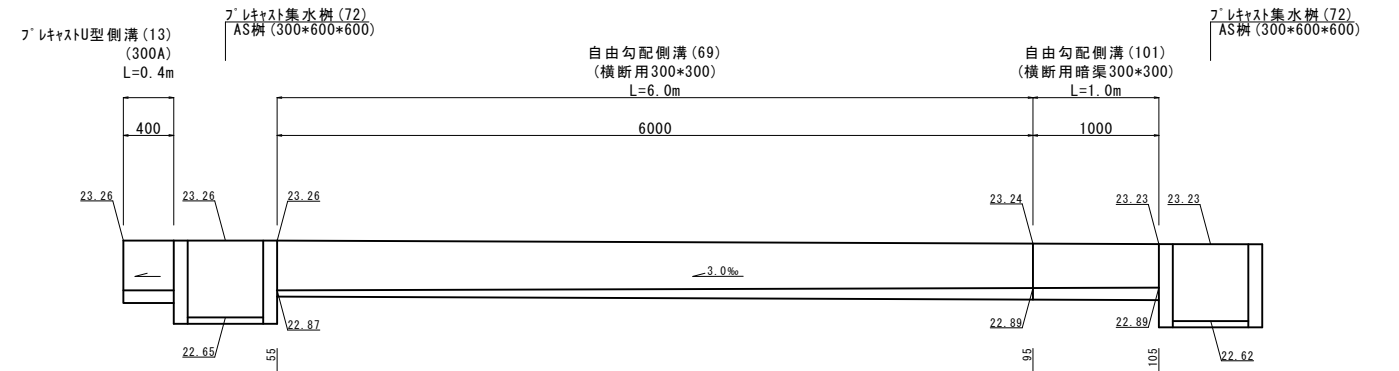 プレキャストU型側溝(13)
(300A)
L=0.4m
プレキャスト集水桝(72)
AS桝(300*600*600)
自由勾配側溝(69)
(横断用300*300)
L=6.0m
自由勾配側溝(101)
(横断用暗渠300*300)
L=1.0m
プレキャスト集水桝(72)
AS桝(300*600*600)
400
6000
1000
23.26
23.26
23.26
23.24
23.23
23.23
3.0‰
22.87
22.89
22.89
22.65
22.62
55
95
105